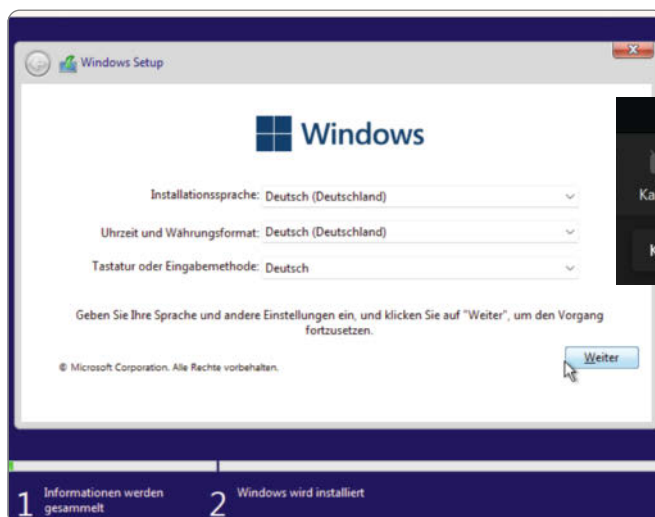 Windows Setup
Windows
Installationssprache: Deutsch (Deutschland)
Uhrzeit und Währungsformat: Deutsch (Deutschland)
Tastatur oder Eingabemethode: Deutsch
Geben Sie Ihre Sprache und andere Einstellungen ein, und klicken Sie auf "Weiter", um den Vorgang
fortzusetzen.
Weiter
© Microsoft Corporation. Alle Rechte vorbehalten.
Ka
K
1 Informationen werden
gesammelt
2 Windows wird installiert